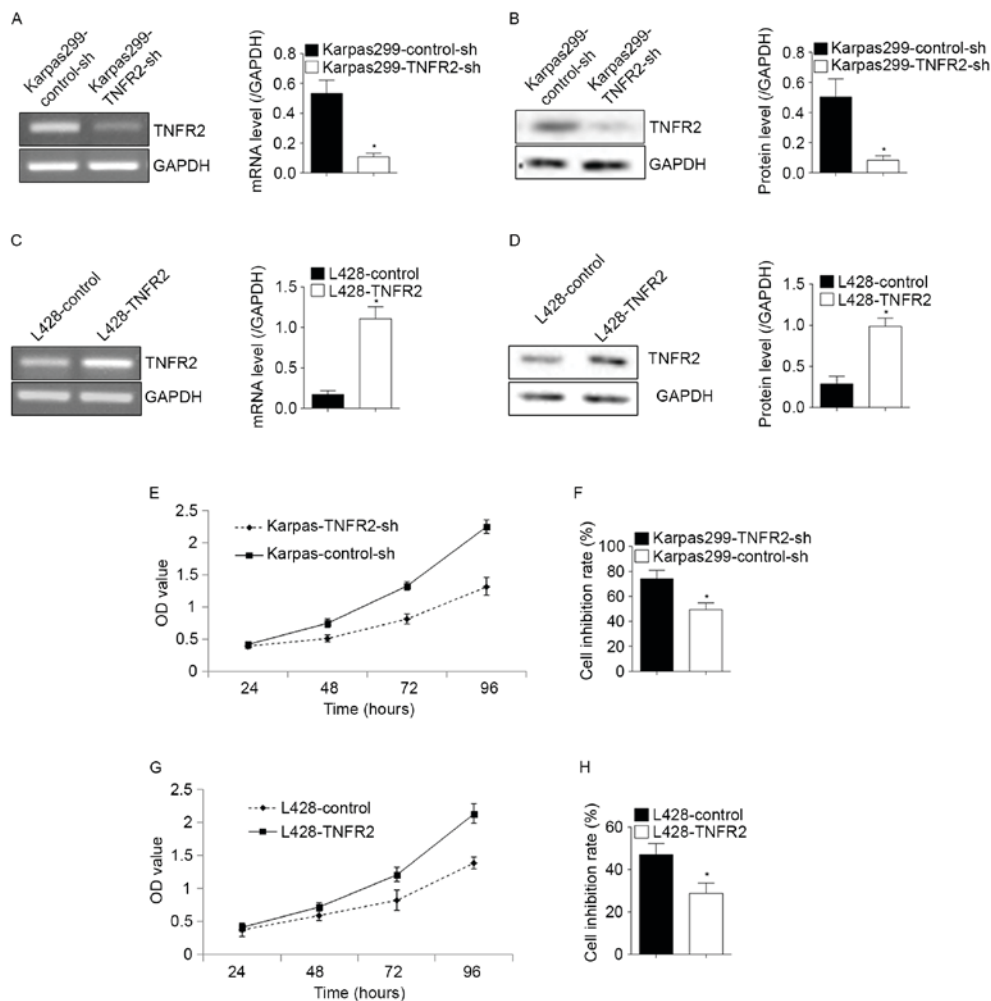 A
Karpas299-
control-sh
Karpas299-
TNFR2-sh
TNFR2
GAPDH
mRNA level (/GAPDH)
0.8
0.6
0.4
0.2
0.0
Karpas299-control-sh
Karpas299-TNFR2-sh
*
B
Karpas299-
control-sh
Karpas299-
TNFR2-sh
TNFR2
GAPDH
Protein level (/GAPDH)
0.8
0.6
0.4
0.2
0.0
Karpas299-control-sh
Karpas299-TNFR2-sh
*
C
L428-control
L428-TNFR2
TNFR2
GAPDH
mRNA level (/GAPDH)
1.5
1.0
0.5
0.0
L428-control
L428-TNFR2
*
D
L428-control
L428-TNFR2
TNFR2
GAPDH
Protein level (/GAPDH)
1.5
1.0
0.5
0.0
L428-control
L428-TNFR2
*
E
OD value
2.5
2
1.5
1
0.5
0
Karpas-TNFR2-sh
Karpas-control-sh
24 48 72 96
Time (hours)
F
Cell inhibition rate (%)
100
80
60
40
20
0
Karpas299-TNFR2-sh
Karpas299-control-sh
*
G
OD value
2.5
2
1.5
1
0.5
0
L428-control
L428-TNFR2
24 48 72 96
Time (hours)
H
Cell inhibition rate (%)
60
40
20
0
L428-control
L428-TNFR2
*